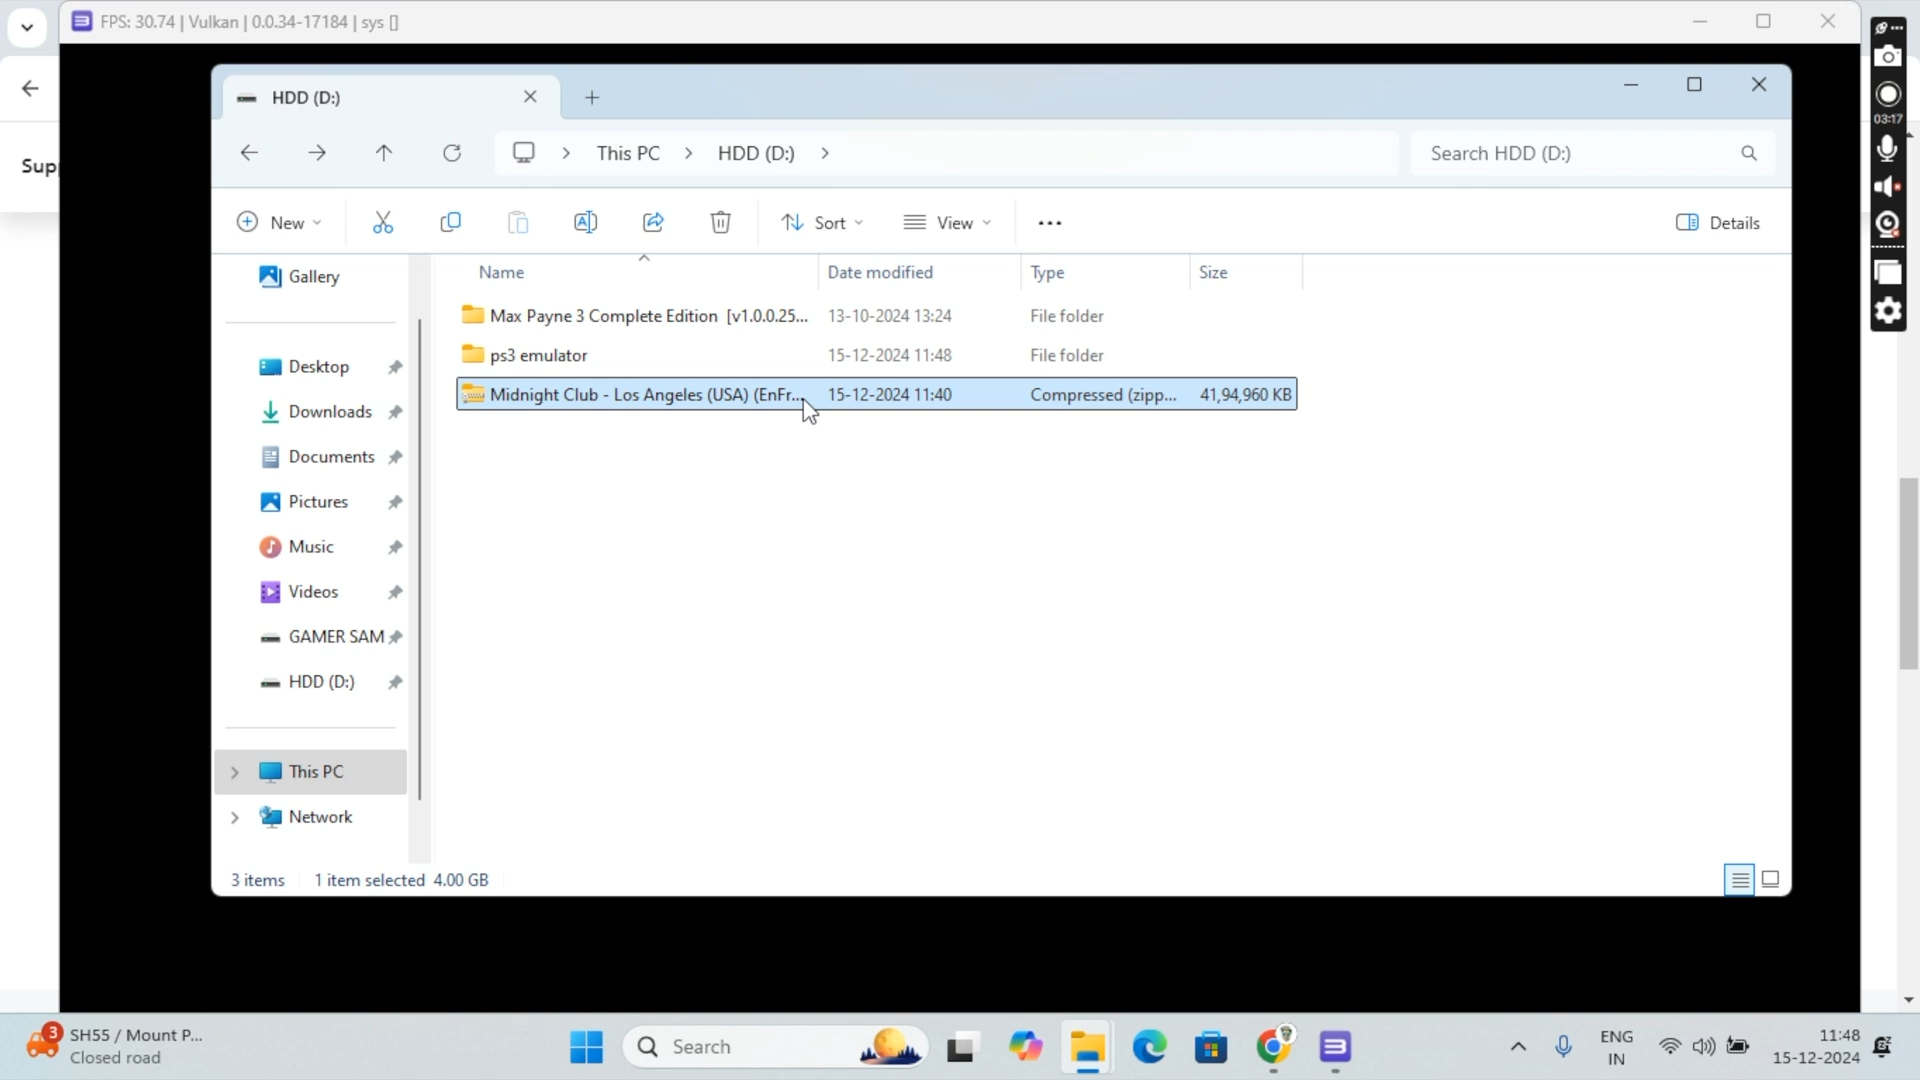 FPS: 30.74 | Vulkan | 0.0.34-17184 | sys []
03:17
HDD (D:)
This PC
HDD (D:)
Search HDD (D:)
New
Sort
View
Details
Sup
Name
Date modified
Type
Size
Max Payne 3 Complete Edition [v1.0.0.25...
13-10-2024 13:24
File folder
ps3 emulator
15-12-2024 11:48
File folder
Midnight Club - Los Angeles (USA) (EnFr...
15-12-2024 11:40
Compressed (zipp...
41,94,960 KB
Gallery
Desktop
Downloads
Documents
Pictures
Music
Videos
GAMER SAM
HDD (D:)
This PC
Network
3 items
1 item selected 4.00 GB
3
SH55 / Mount P...
Closed road
Search
ENG
IN
11:48
15-12-2024